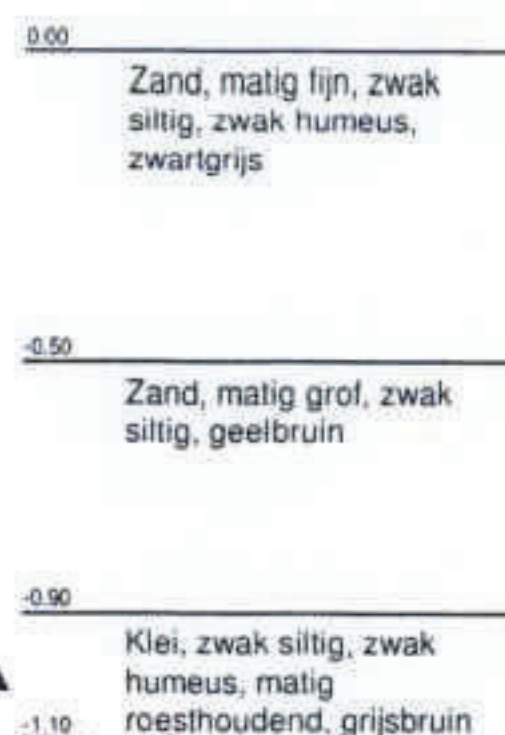 0.00
Zand, matig fijn, zwak
siltig, zwak humeus,
zwartgrijs
-0.50
Zand, matig grof, zwak
siltig, geelbruin
-0.90
Klei, zwak siltig, zwak
humeus, matig
-1.10 roesthoudend, grijsbruin